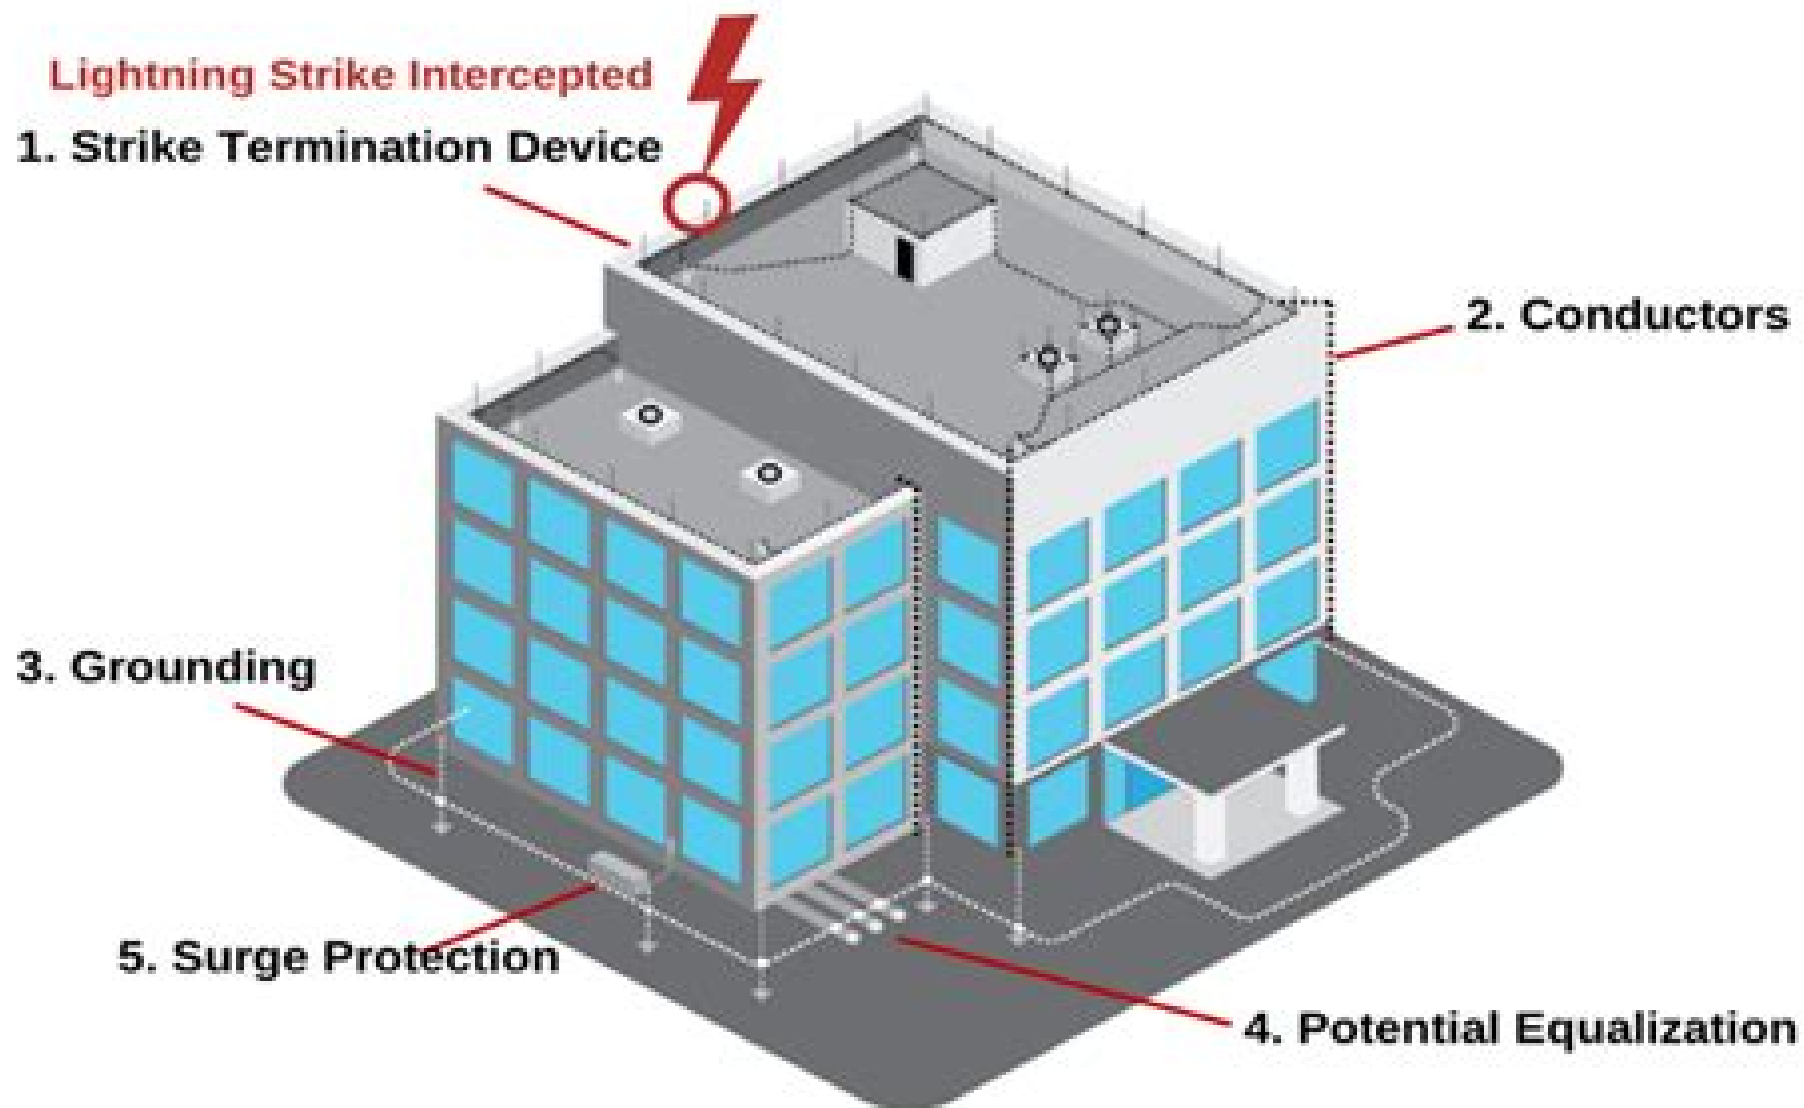 Lightning Strike Intercepted
1. Strike Termination Device
2. Conductors
3. Grounding
5. Surge Protection
4. Potential Equalization